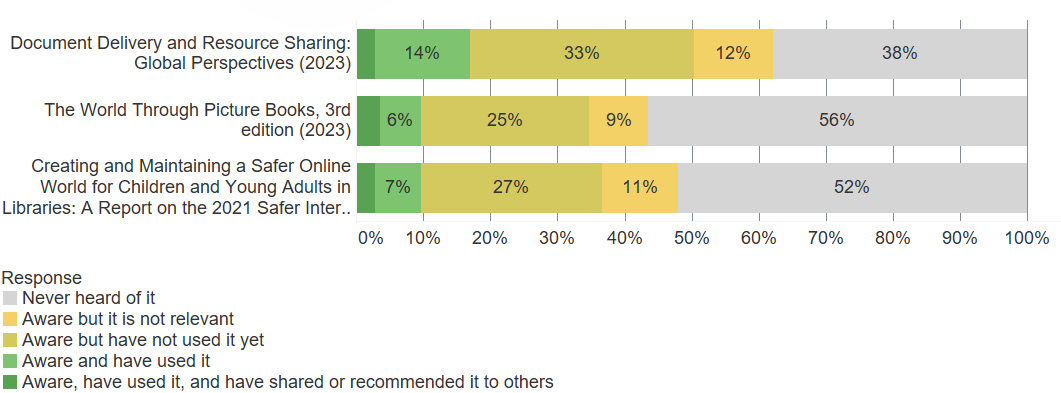 Document Delivery and Resource Sharing:
Global Perspectives (2023)
14% 33% 12% 38%
The World Through Picture Books, 3rd
edition (2023)
6% 25% 9% 56%
Creating and Maintaining a Safer Online
World for Children and Young Adults in
Libraries: A Report on the 2021 Safer Inter..
7% 27% 11% 52%
0% 10% 20% 30% 40% 50% 60% 70% 80% 90% 100%
Response
Never heard of it
Aware but it is not relevant
Aware but have not used it yet
Aware and have used it
Aware, have used it, and have shared or recommended it to others